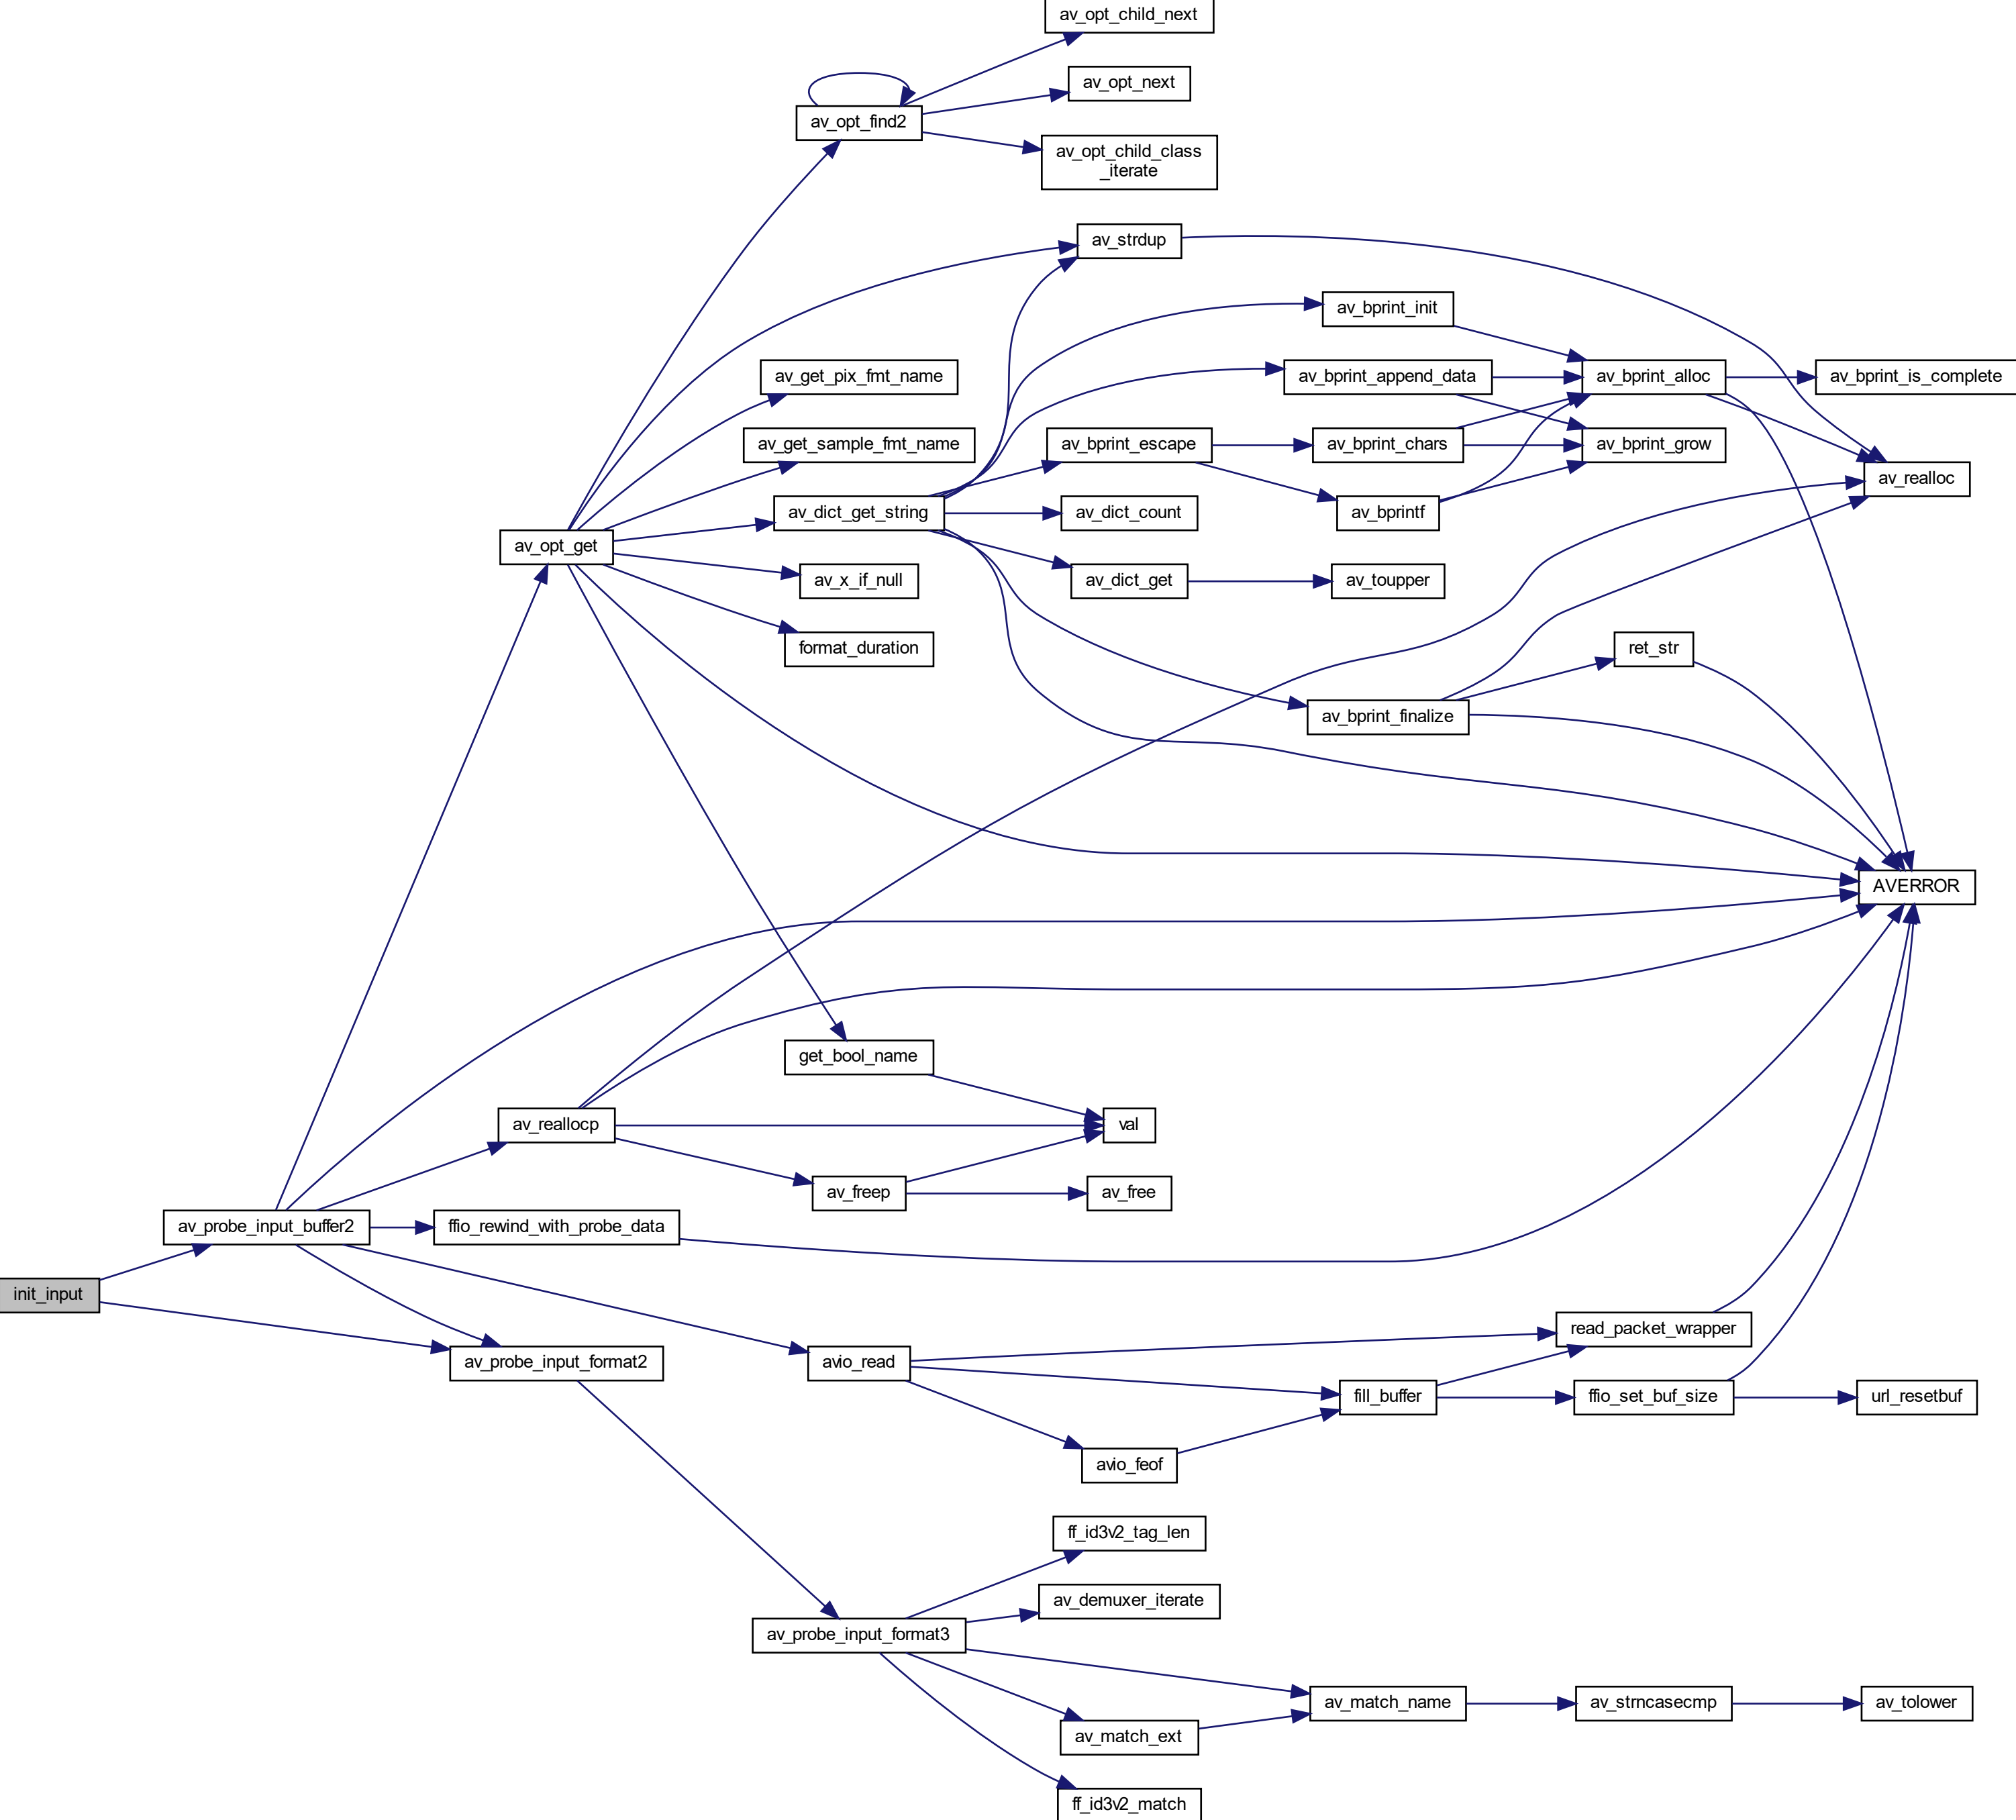 av_opt_child_next
av_opt_next
av_opt_find2
av_opt_child_class
_iterate
av_strdup
av_bprint_init
av_get_pix_fmt_name
av_bprint_append_data
av_bprint_alloc
av_bprint_is_complete
av_get_sample_fmt_name
av_bprint_escape
av_bprint_chars
av_bprint_grow
av_realloc
av_dict_get_string
av_dict_count
av_bprintf
av_opt_get
av_x_if_null
av_dict_get
av_toupper
format_duration
ret_str
av_bprint_finalize
AVERROR
get_bool_name
av_reallocp
val
av_freep
av_free
av_probe_input_buffer2
ffio_rewind_with_probe_data
init_input
read_packet_wrapper
av_probe_input_format2
avio_read
fill_buffer
ffio_set_buf_size
url_resetbuf
avio_feof
ff_id3v2_tag_len
av_demuxer_iterate
av_probe_input_format3
av_match_name
av_strncasecmp
av_tolower
av_match_ext
ff_id3v2_match